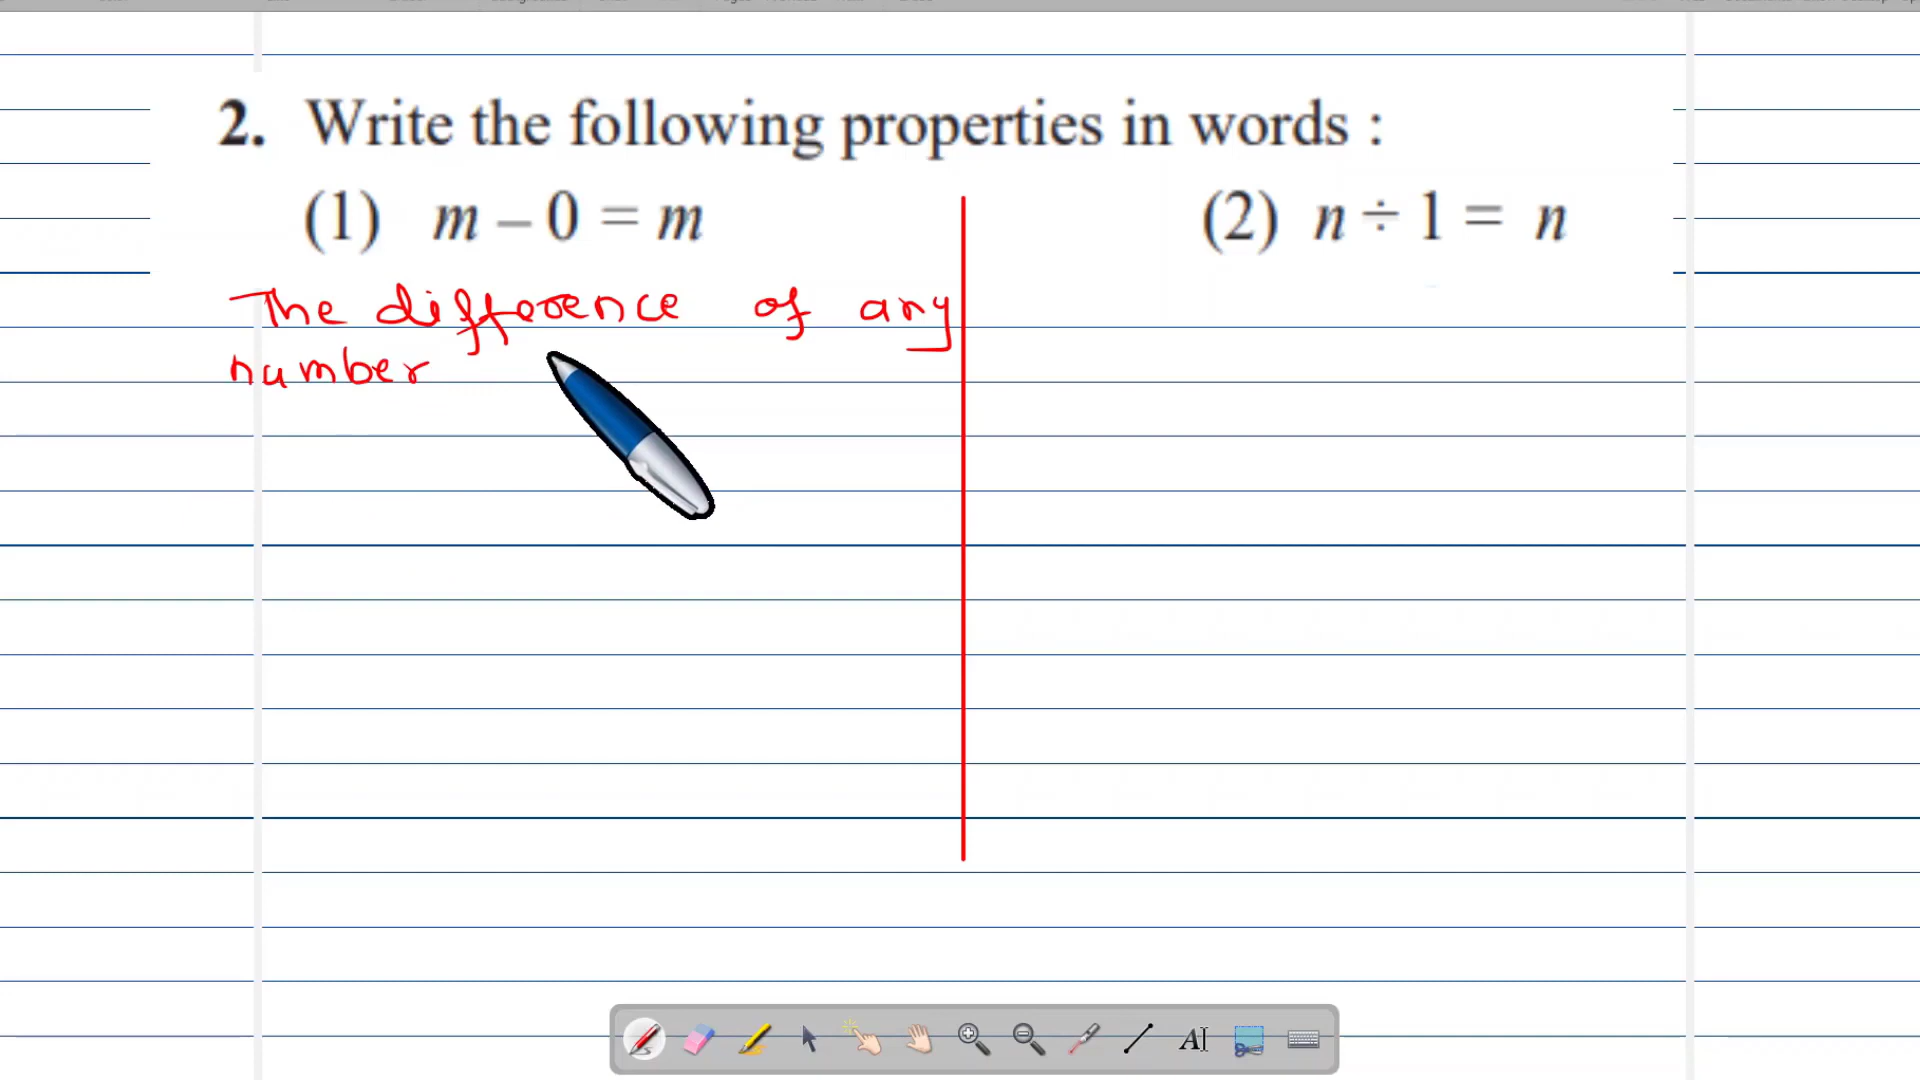 2. Write the following properties in words :
(1) m – 0 = m
(2) n ÷ 1 = n
The difference of any
number